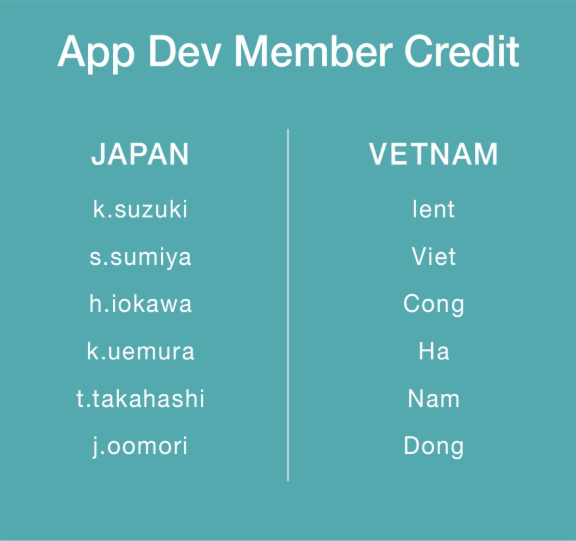 App Dev Member Credit
JAPAN
k.suzuki
s.sumiya
h.iokawa
k.uemura
t.takahashi
j.oomori
VETNAM
lent
Viet
Cong
Ha
Nam
Dong